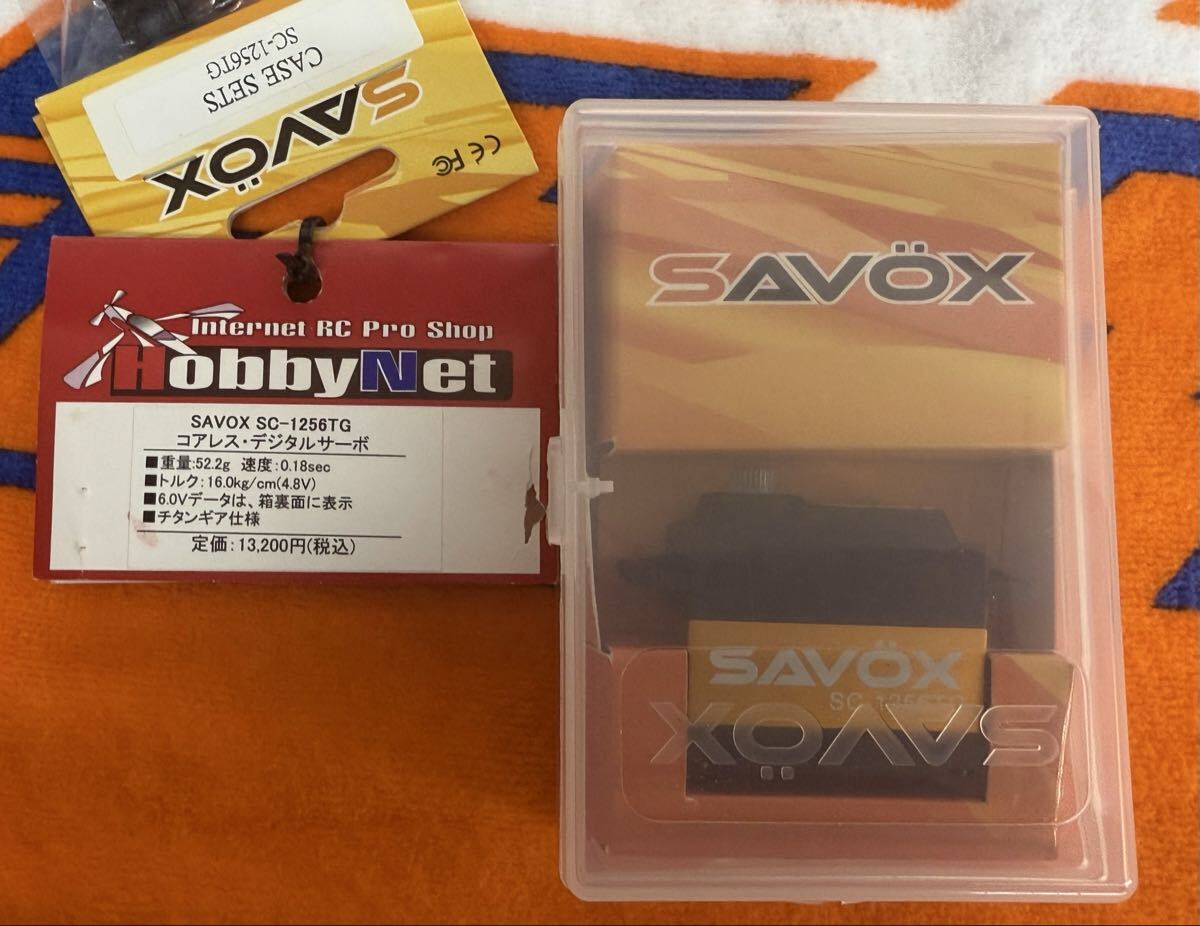 CASE SETS
SC-1256TG
SAVÖX
CE FC
Internet RC Pro Shop
HobbyNet
SAVOX SC-1256TG
コアレス・デジタルサーボ
■重量:52.2g 速度:0.18sec
■トルク:16.0kg/cm(4.8V)
■6.0Vデータは、箱裏面に表示
■チタンギア仕様
定価:13,200円(税込)
SAVÖX
SAVÖX
SC-1256TG
SAVÖX